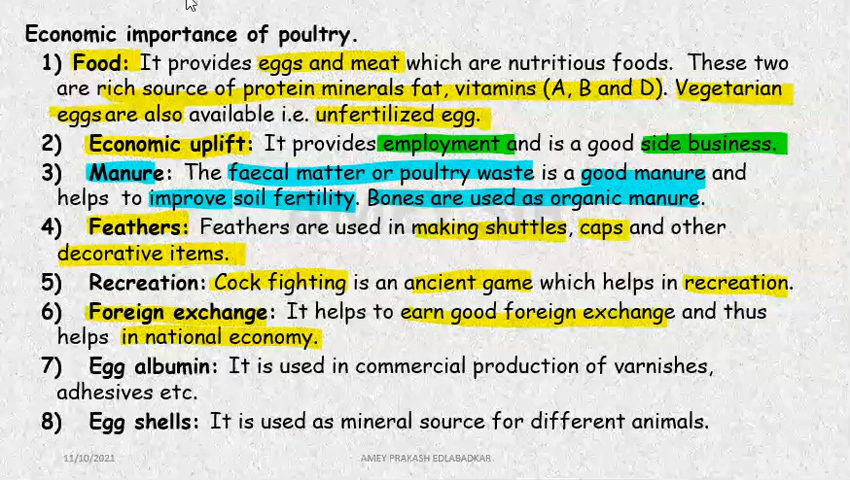 Economic importance of poultry.
1) Food: It provides eggs and meat which are nutritious foods. These two
are rich source of protein minerals fat, vitamins (A, B and D). Vegetarian
eggs are also available i.e. unfertilized egg.
2) Economic uplift: It provides employment and is a good side business.
3) Manure: The faecal matter or poultry waste is a good manure and
helps to improve soil fertility. Bones are used as organic manure.
4) Feathers: Feathers are used in making shuttles, caps and other
decorative items.
5) Recreation: Cock fighting is an ancient game which helps in recreation.
6) Foreign exchange: It helps to earn good foreign exchange and thus
helps in national economy.
7) Egg albumin: It is used in commercial production of varnishes,
adhesives etc.
8) Egg shells: It is used as mineral source for different animals.
11/10/2021 AMEY PRAKASH EDLABADKAR